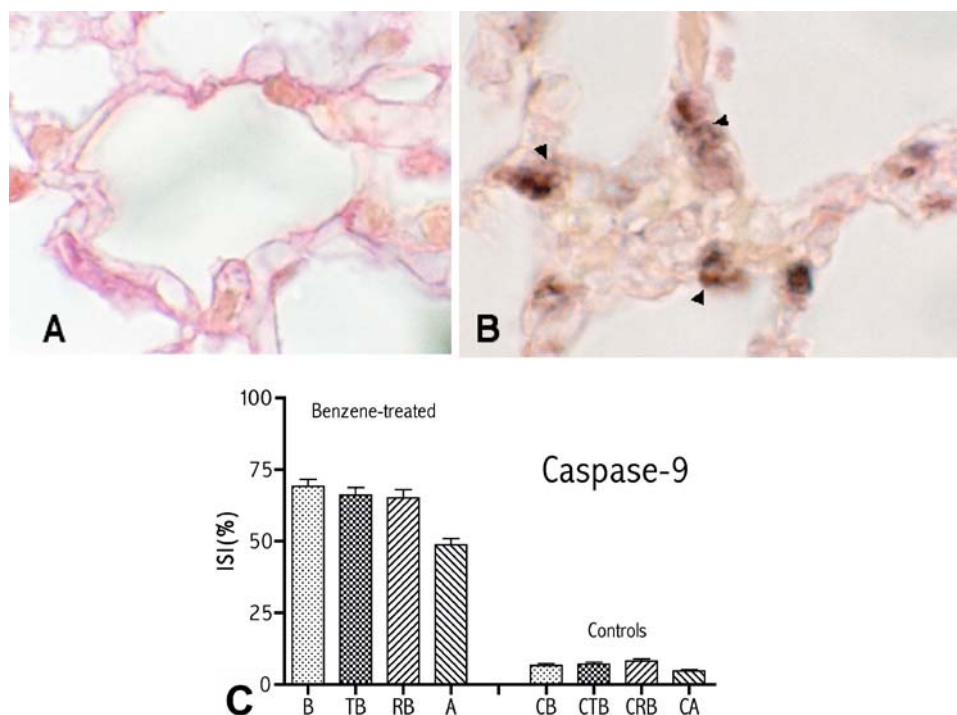 A
B
100
Benzene-treated
75
Caspase-9
ISI(%)
50
25
Controls
0
C
B TB RB A CB CTB CRB CA